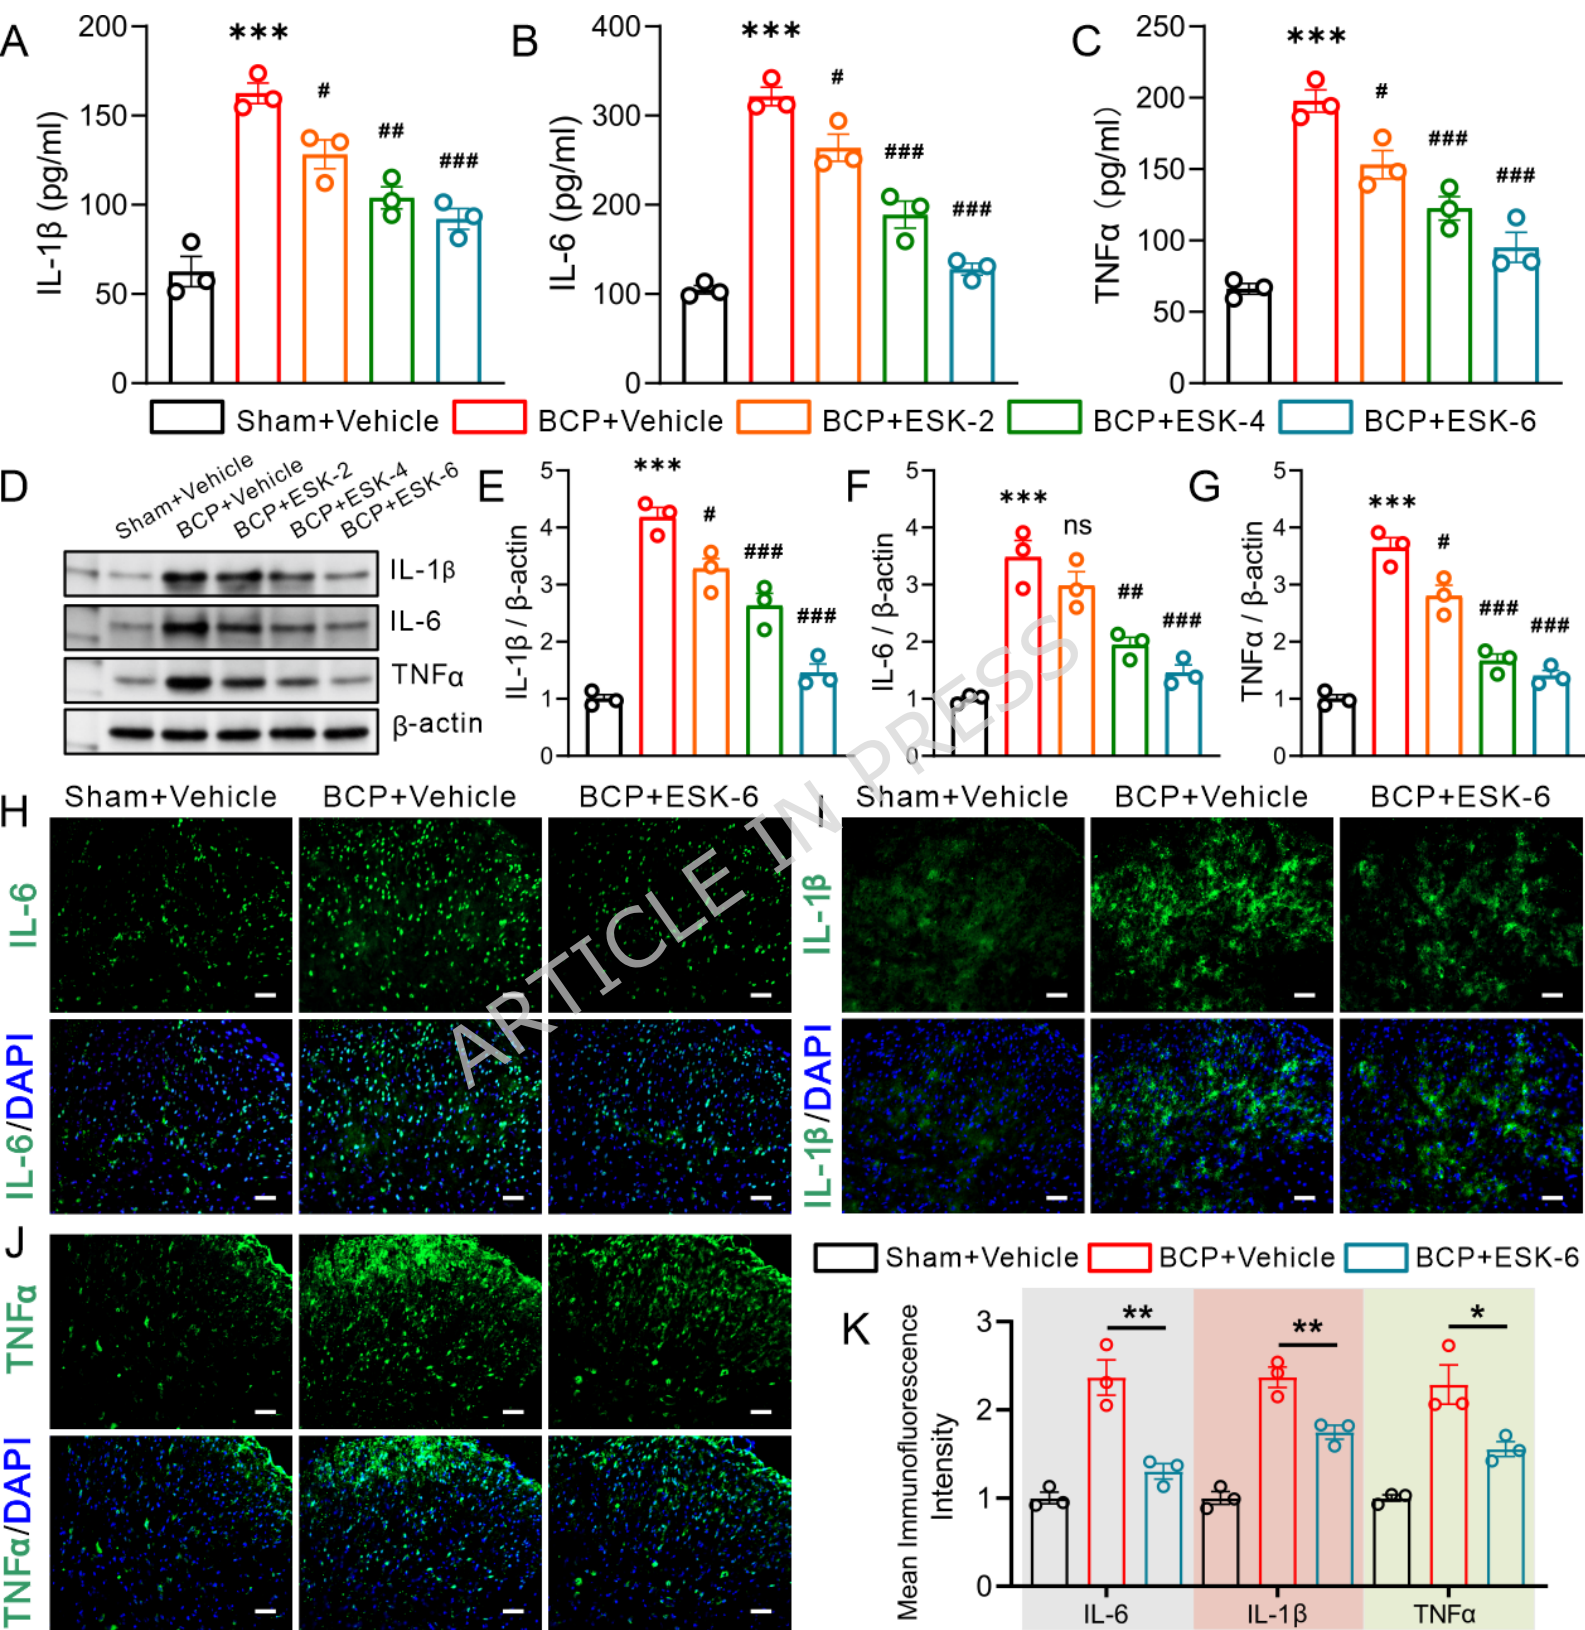 A
200
150
100
50
0
IL-1β (pg/ml)
***
#
##
###
B
400
300
200
100
0
IL-6 (pg/ml)
***
#
###
###
C
250
200
150
100
50
0
TNFα (pg/ml)
***
#
###
###
Sham+Vehicle
BCP+Vehicle
BCP+ESK-2
BCP+ESK-4
BCP+ESK-6
D
Sham+Vehicle
BCP+Vehicle
BCP+ESK-2
BCP+ESK-4
BCP+ESK-6
IL-1β
IL-6
TNFα
β-actin
E
5
4
3
2
1
0
IL-1β / β-actin
***
#
###
###
F
5
4
3
2
1
0
IL-6 / β-actin
***
ns
##
###
G
5
4
3
2
1
0
TNFα / β-actin
***
#
###
###
ARTICLE IN PRESS
H
Sham+Vehicle
BCP+Vehicle
BCP+ESK-6
IL-6
IL-6/DAPI
I
Sham+Vehicle
BCP+Vehicle
BCP+ESK-6
IL-1β
IL-1β/DAPI
J
TNFα
TNFα/DAPI
Sham+Vehicle
BCP+Vehicle
BCP+ESK-6
K
3
2
1
0
Mean Immunofluorescence
Intensity
**
**
*
IL-6
IL-1β
TNFα